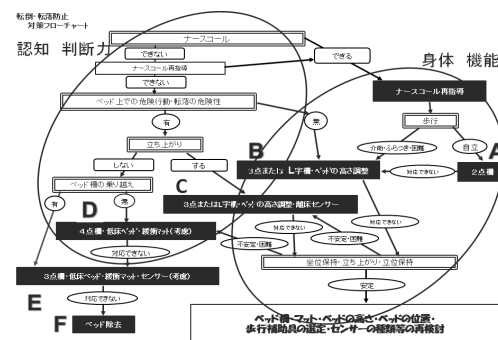 転倒・転落防止
対策フローチャート
認知 判断力
身体 機能
ナースコール
できない
できる
ナースコール再指導
できない
ナースコール再指導
ベッド上での危険行動・転落の危険性
歩行
有
無
介助・ふらつき・困難
自立
立ち上がり
A
しない
する
B
3点または L字柵・ベッドの高さ調整
対応できない
2点柵
ベッド柵の乗り越え
C
有
無
3点またはL字柵・ベッドの高さ調整・離床センサー
D
対応できない
対応できない
4点柵・低床ベッド・緩衝マット(考慮)
不安定・困難
不安定・困難
対応できない
坐位保持・立ち上がり・立位保持
3点柵・低床ベッド・緩衝マット・センサー(考慮)
安定
E
対応できない
F
ベッド除去
ベッド柵・マット・ベッドの高さ・ベッドの位置・
歩行補助具の選定・センサーの種類等の再検討